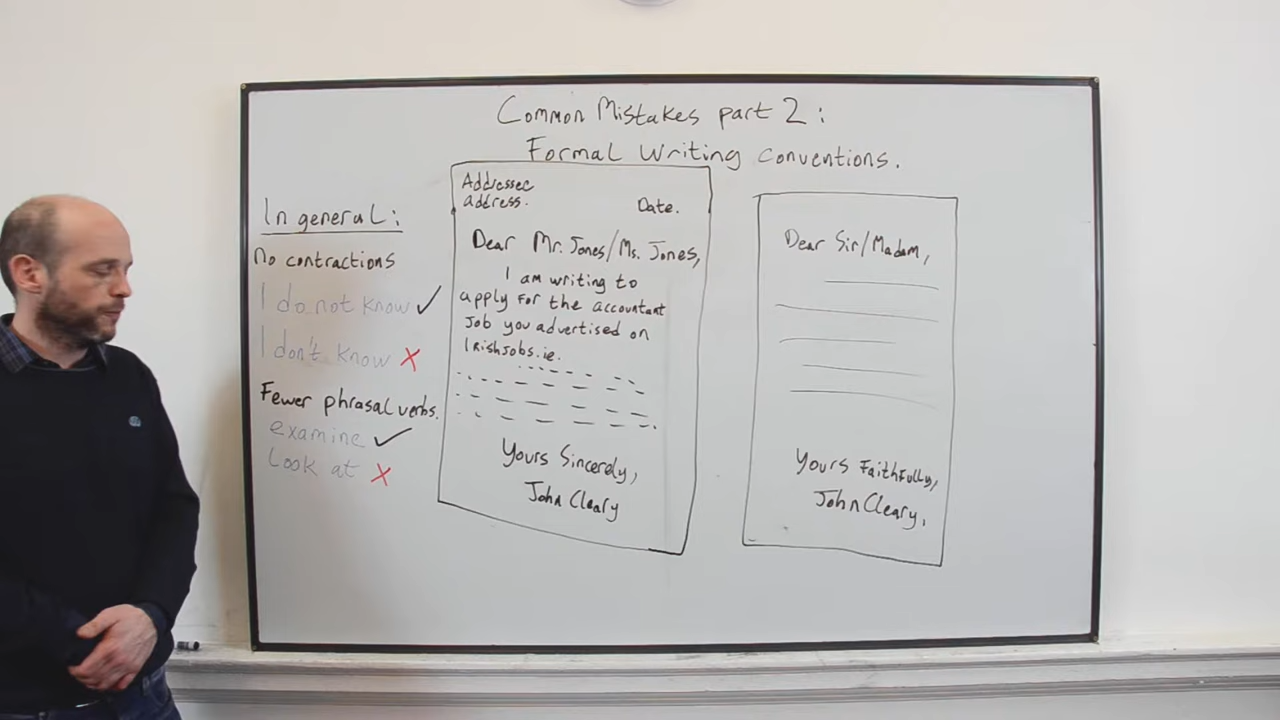 Common Mistakes part 2:
Formal Writing conventions.
In general:
No contractions
I do not know ✓
I don't know ✗
Fewer phrasal verbs.
examine ✓
Look at ✗
Addressee
address.
Date.
Dear Mr. Jones/Ms. Jones,
I am writing to
apply for the accountant
Job you advertised on
IRishJobs.ie.
Yours Sincerely,
John Cleary
Dear Sir/Madam,
Yours Faithfully,
John Cleary,